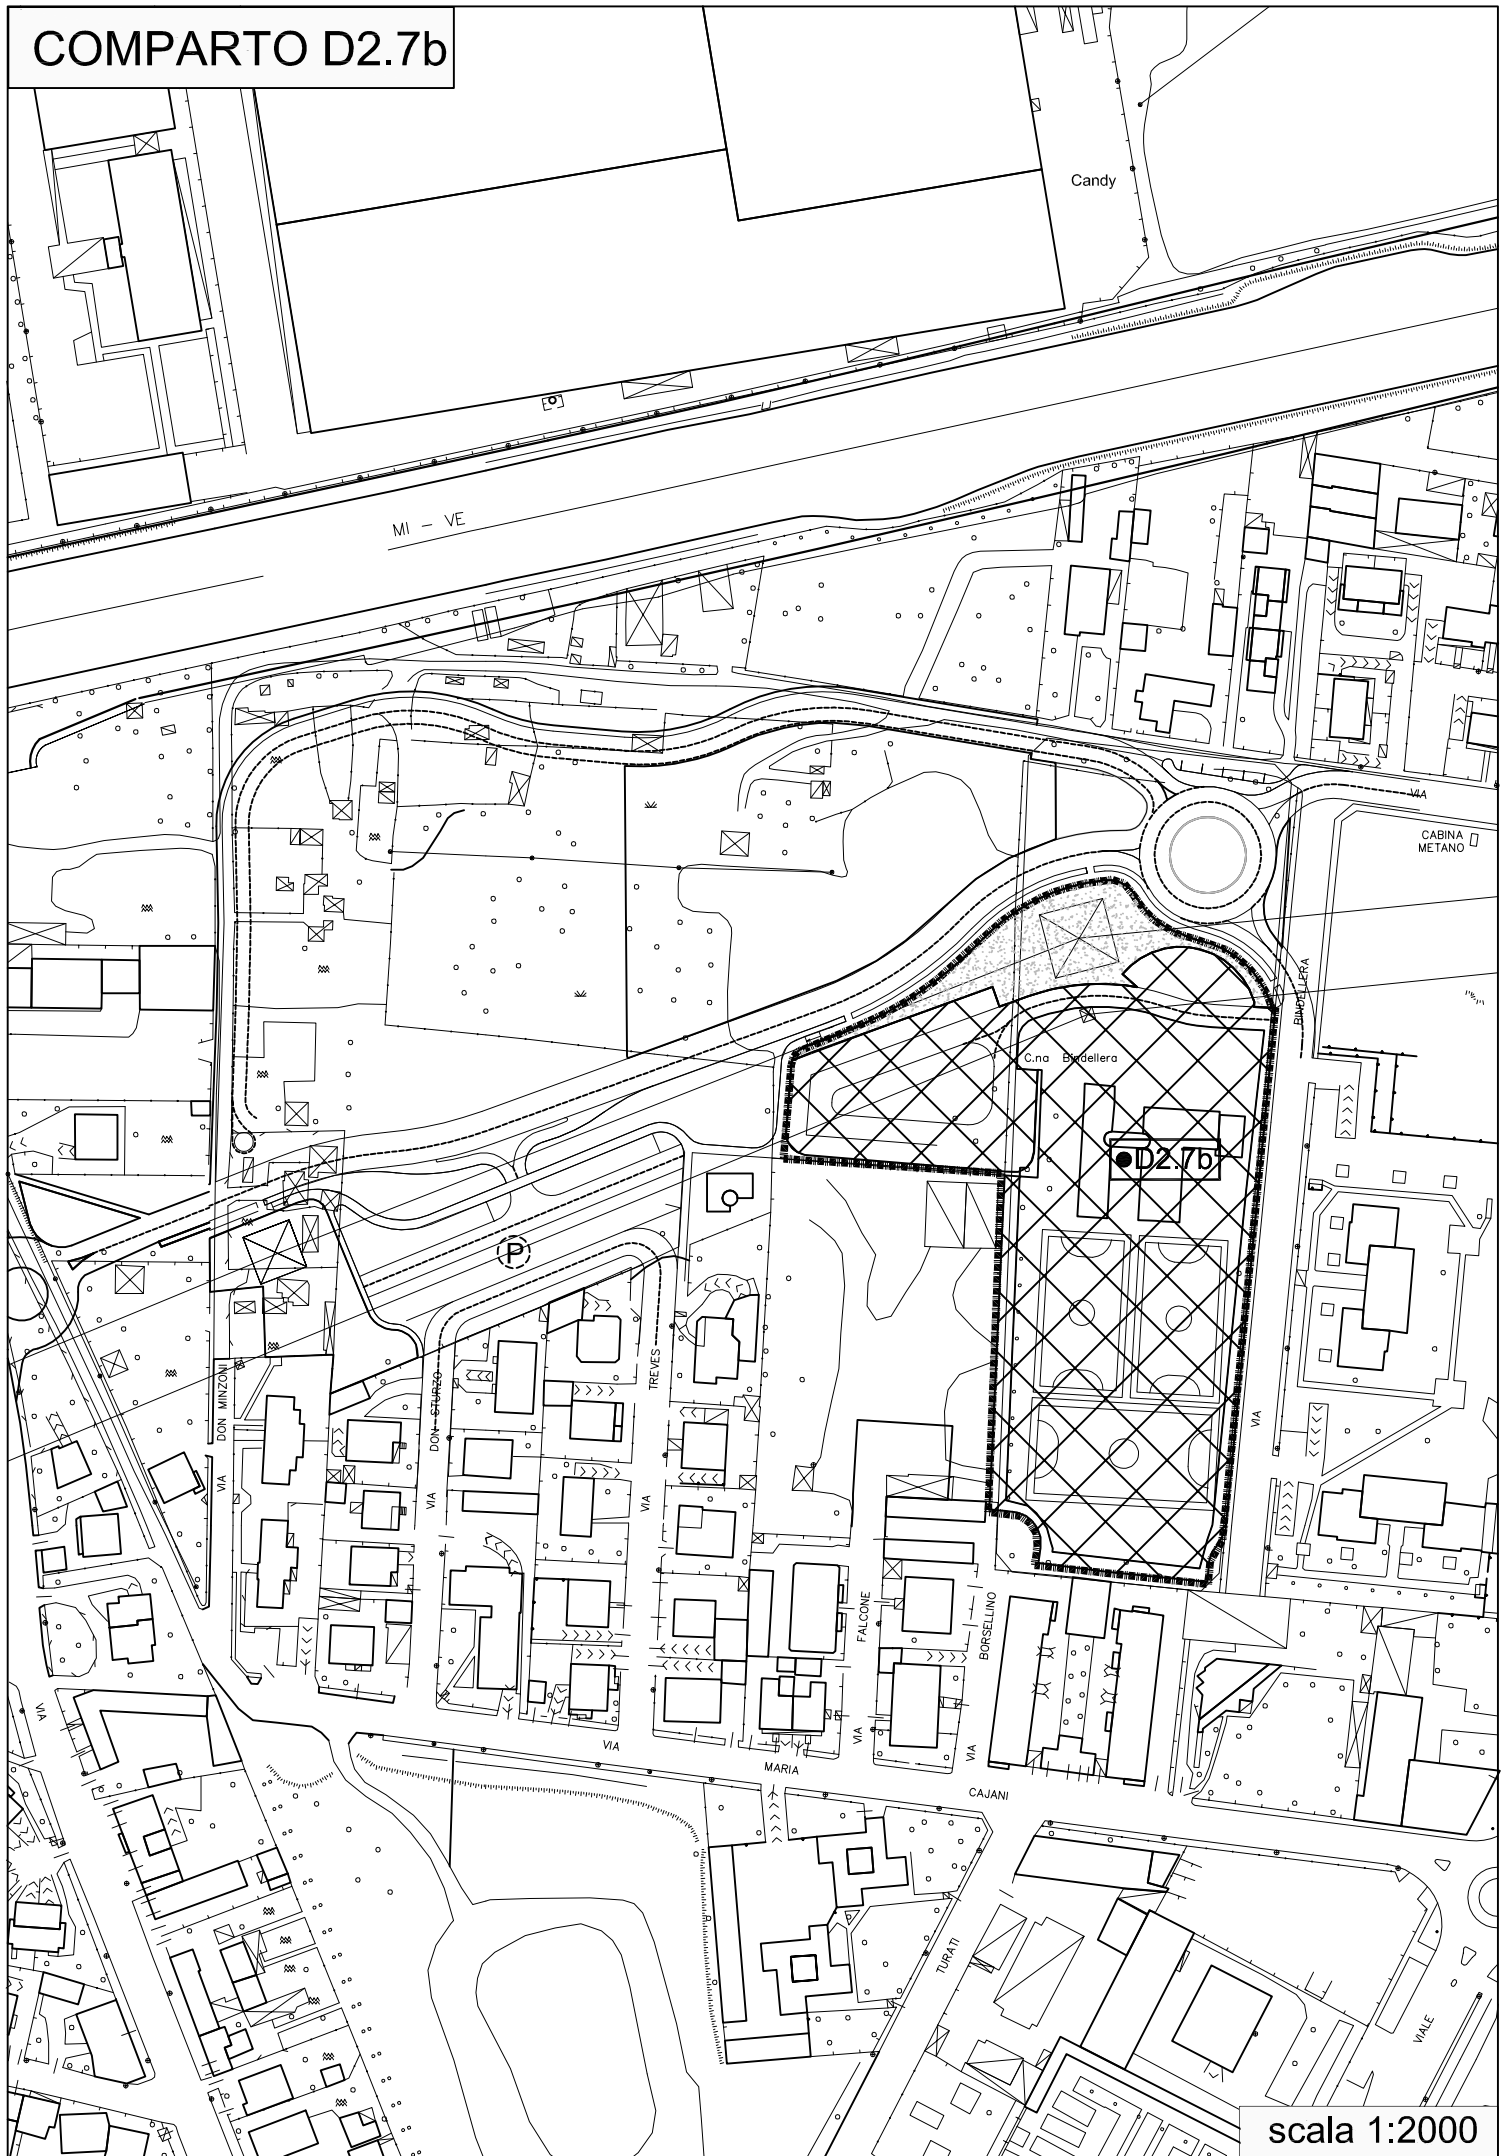 COMPARTO D2.7b
Candy
MI - VE
VIA
CABINA
METANO
BINDELLERA
C.na Bindellera
D2.7b
P
DON MINZONI
VIA
DON STURZO
VIA
TREVES
VIA
VIA
FALCONE
VIA
BORSELLINO
VIA
VIA
VIA
MARIA
CAJANI
TURATI
VIALE
scala 1:2000